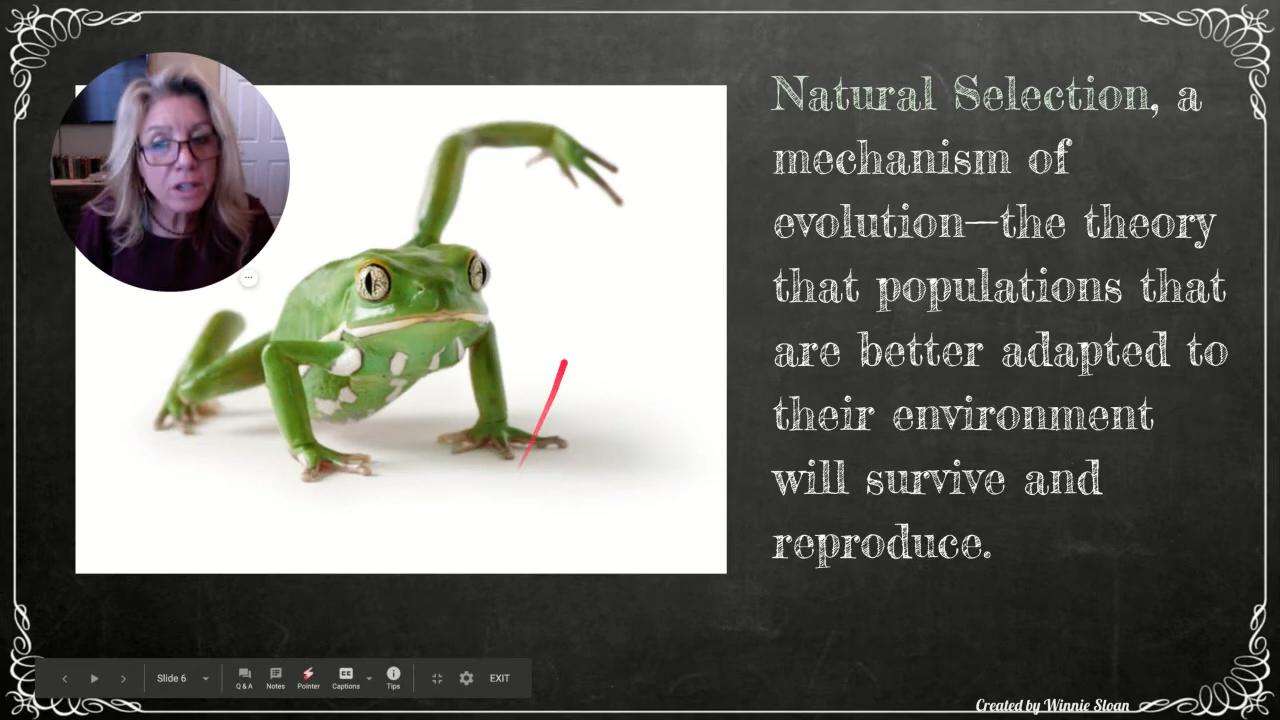 Natural Selection, a
mechanism of
evolution—the theory
that populations that
are better adapted to
their environment
will survive and
reproduce.
Slide 6
Q & A
Notes
Pointer
CC
Captions
Tips
EXIT
Created by Winnie Sloan